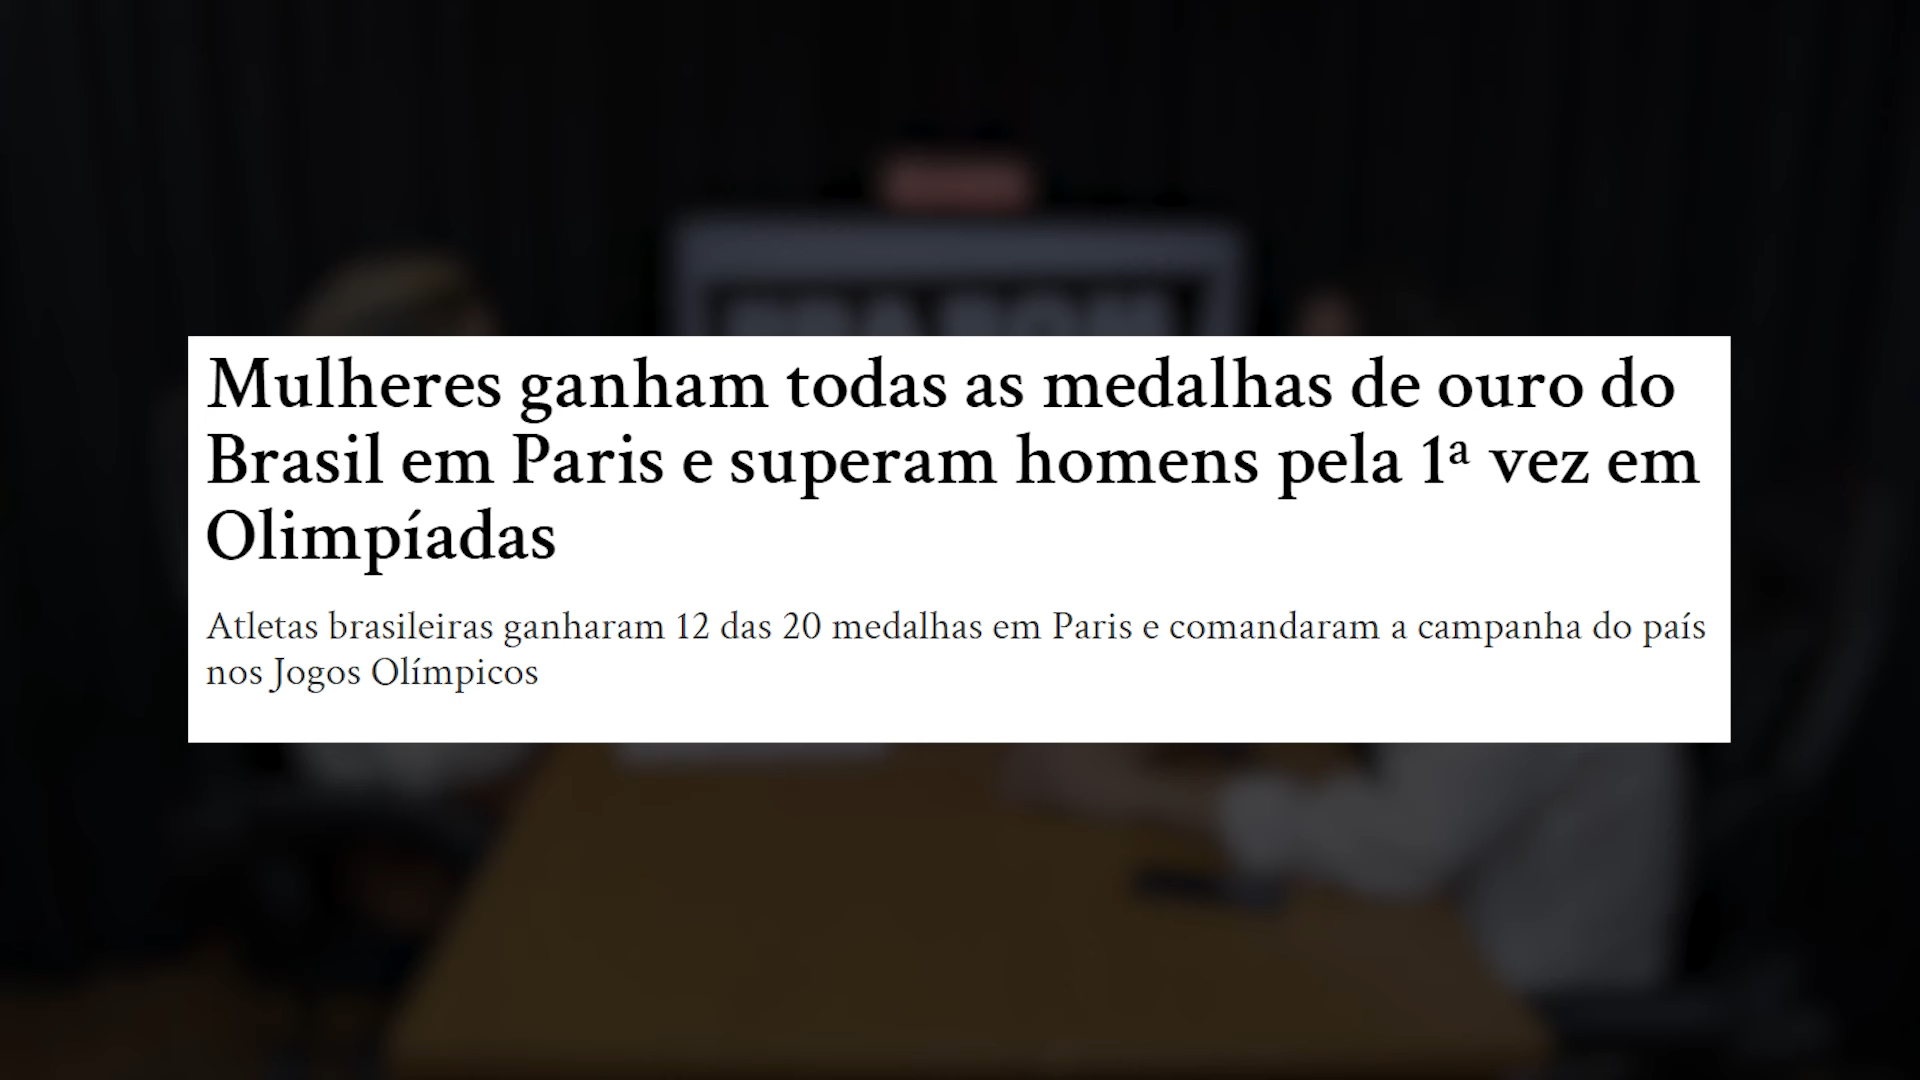 Mulheres ganham todas as medalhas de ouro do
Brasil em Paris e superam homens pela 1ª vez em
Olimpíadas
Atletas brasileiras ganharam 12 das 20 medalhas em Paris e comandaram a campanha do país
nos Jogos Olímpicos